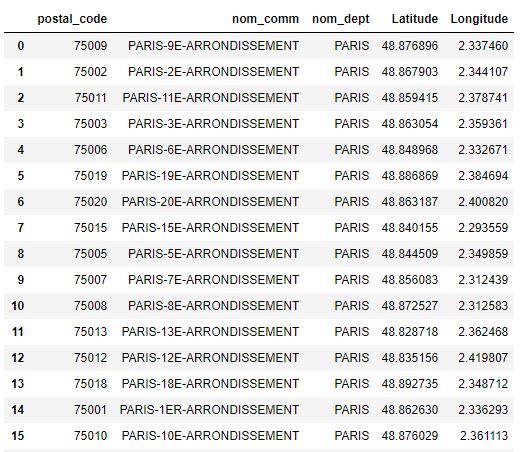 postal_code nom_comm nom_dept Latitude Longitude
0 75009 PARIS-9E-ARRONDISSEMENT PARIS 48.876896 2.337460
1 75002 PARIS-2E-ARRONDISSEMENT PARIS 48.867903 2.344107
2 75011 PARIS-11E-ARRONDISSEMENT PARIS 48.859415 2.378741
3 75003 PARIS-3E-ARRONDISSEMENT PARIS 48.863054 2.359361
4 75006 PARIS-6E-ARRONDISSEMENT PARIS 48.848968 2.332671
5 75019 PARIS-19E-ARRONDISSEMENT PARIS 48.886869 2.384694
6 75020 PARIS-20E-ARRONDISSEMENT PARIS 48.863187 2.400820
7 75015 PARIS-15E-ARRONDISSEMENT PARIS 48.840155 2.293559
8 75005 PARIS-5E-ARRONDISSEMENT PARIS 48.844509 2.349859
9 75007 PARIS-7E-ARRONDISSEMENT PARIS 48.856083 2.312439
10 75008 PARIS-8E-ARRONDISSEMENT PARIS 48.872527 2.312583
11 75013 PARIS-13E-ARRONDISSEMENT PARIS 48.828718 2.362468
12 75012 PARIS-12E-ARRONDISSEMENT PARIS 48.835156 2.419807
13 75018 PARIS-18E-ARRONDISSEMENT PARIS 48.892735 2.348712
14 75001 PARIS-1ER-ARRONDISSEMENT PARIS 48.862630 2.336293
15 75010 PARIS-10E-ARRONDISSEMENT PARIS 48.876029 2.361113